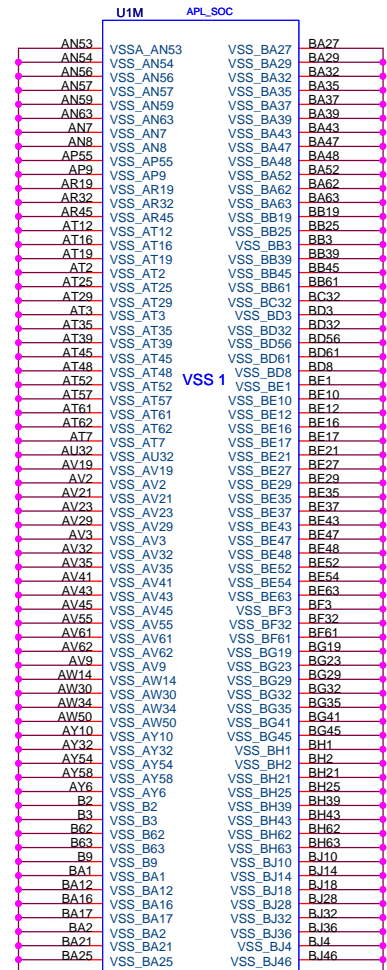 U1M APL_SOC
AN53 VSSA_AN53 VSS_BA27 BA27
AN54 VSS_AN54 VSS_BA29 BA29
AN56 VSS_AN56 VSS_BA32 BA32
AN57 VSS_AN57 VSS_BA35 BA35
AN59 VSS_AN59 VSS_BA37 BA37
AN63 VSS_AN63 VSS_BA39 BA39
AN7 VSS_AN7 VSS_BA43 BA43
AN8 VSS_AN8 VSS_BA47 BA47
AP55 VSS_AP55 VSS_BA48 BA48
AP9 VSS_AP9 VSS_BA52 BA52
AR19 VSS_AR19 VSS_BA62 BA62
AR32 VSS_AR32 VSS_BA63 BA63
AR45 VSS_AR45 VSS_BB19 BB19
AT12 VSS_AT12 VSS_BB25 BB25
AT16 VSS_AT16 VSS_BB3 BB3
AT19 VSS_AT19 VSS_BB39 BB39
AT2 VSS_AT2 VSS_BB45 BB45
AT25 VSS_AT25 VSS_BB61 BB61
AT29 VSS_AT29 VSS_BC32 BC32
AT3 VSS_AT3 VSS_BD3 BD3
AT35 VSS_AT35 VSS_BD32 BD32
AT39 VSS_AT39 VSS_BD56 BD56
AT45 VSS_AT45 VSS_BD61 BD61
AT48 VSS_AT48 VSS_BD8 BD8
AT52 VSS_AT52 VSS 1 VSS_BE1 BE1
AT57 VSS_AT57 VSS_BE10 BE10
AT61 VSS_AT61 VSS_BE12 BE12
AT62 VSS_AT62 VSS_BE16 BE16
AT7 VSS_AT7 VSS_BE17 BE17
AU32 VSS_AU32 VSS_BE21 BE21
AV19 VSS_AV19 VSS_BE27 BE27
AV2 VSS_AV2 VSS_BE29 BE29
AV21 VSS_AV21 VSS_BE35 BE35
AV23 VSS_AV23 VSS_BE37 BE37
AV29 VSS_AV29 VSS_BE43 BE43
AV3 VSS_AV3 VSS_BE47 BE47
AV32 VSS_AV32 VSS_BE48 BE48
AV35 VSS_AV35 VSS_BE52 BE52
AV41 VSS_AV41 VSS_BE54 BE54
AV43 VSS_AV43 VSS_BE63 BE63
AV45 VSS_AV45 VSS_BF3 BF3
AV55 VSS_AV55 VSS_BF32 BF32
AV61 VSS_AV61 VSS_BF61 BF61
AV62 VSS_AV62 VSS_BG19 BG19
AV9 VSS_AV9 VSS_BG23 BG23
AW14 VSS_AW14 VSS_BG29 BG29
AW30 VSS_AW30 VSS_BG32 BG32
AW34 VSS_AW34 VSS_BG35 BG35
AW50 VSS_AW50 VSS_BG41 BG41
AY10 VSS_AY10 VSS_BG45 BG45
AY32 VSS_AY32 VSS_BH1 BH1
AY54 VSS_AY54 VSS_BH2 BH2
AY58 VSS_AY58 VSS_BH21 BH21
AY6 VSS_AY6 VSS_BH25 BH25
B2 VSS_B2 VSS_BH39 BH39
B3 VSS_B3 VSS_BH43 BH43
B62 VSS_B62 VSS_BH62 BH62
B63 VSS_B63 VSS_BH63 BH63
B9 VSS_B9 VSS_BJ10 BJ10
BA1 VSS_BA1 VSS_BJ14 BJ14
BA12 VSS_BA12 VSS_BJ18 BJ18
BA16 VSS_BA16 VSS_BJ28 BJ28
BA17 VSS_BA17 VSS_BJ32 BJ32
BA2 VSS_BA2 VSS_BJ36 BJ36
BA21 VSS_BA21 VSS_BJ4 BJ4
BA25 VSS_BA25 VSS_BJ46 BJ46